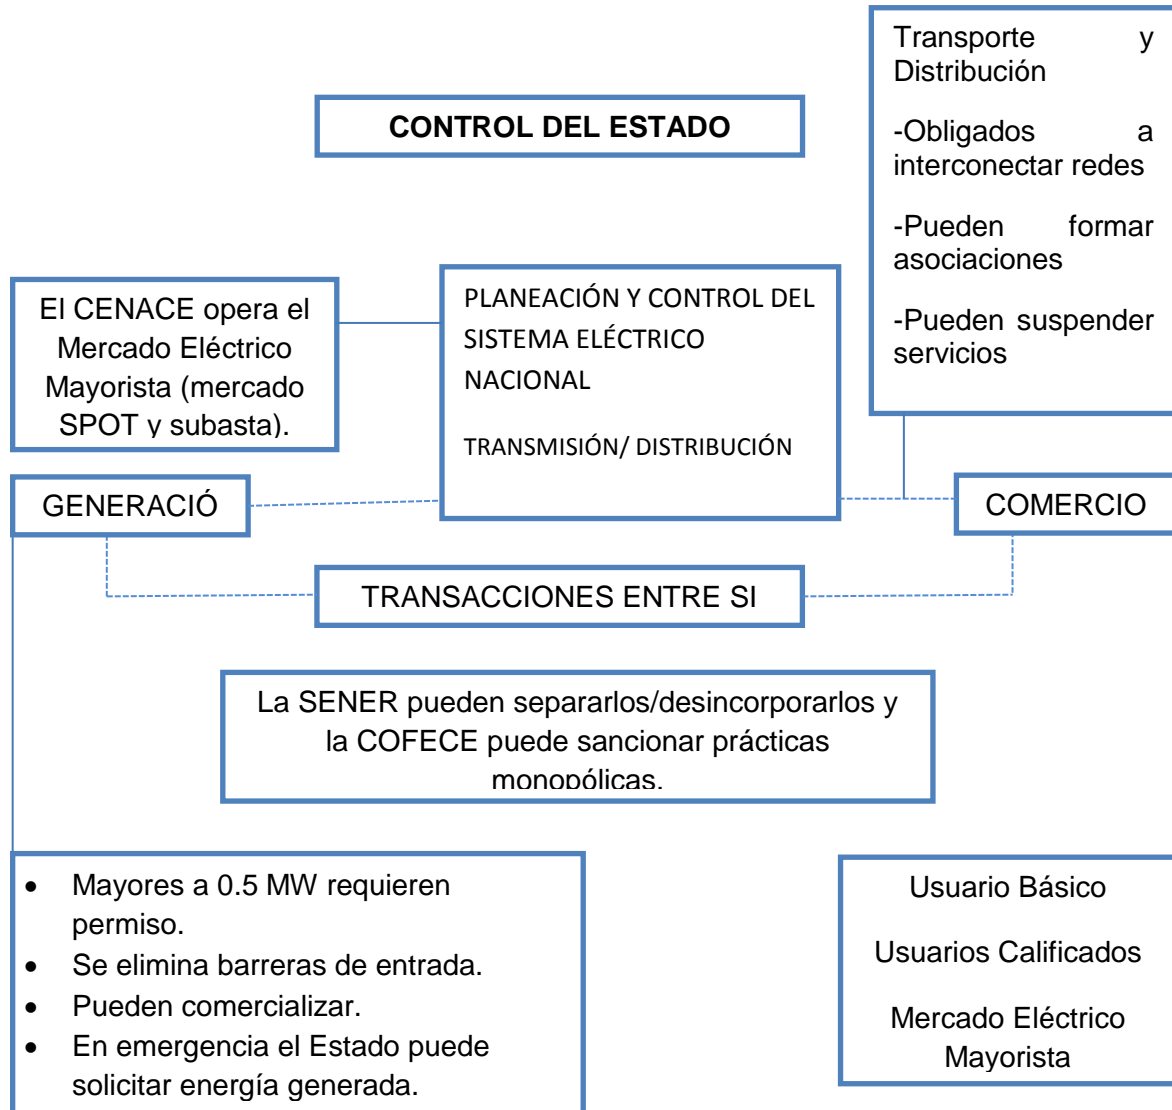 Transporte y
Distribución
-Obligados a
interconectar redes
-Pueden formar
asociaciones
-Pueden suspender
servicios
CONTROL DEL ESTADO
El CENACE opera el
Mercado Eléctrico
Mayorista (mercado
SPOT y subasta).
PLANEACIÓN Y CONTROL DEL
SISTEMA ELÉCTRICO
NACIONAL
TRANSMISIÓN/ DISTRIBUCIÓN
GENERACIÓ
COMERCIO
TRANSACCIONES ENTRE SI
La SENER pueden separarlos/desincorporarlos y
la COFECE puede sancionar prácticas
monopólicas.
• Mayores a 0.5 MW requieren
permiso.
• Se elimina barreras de entrada.
• Pueden comercializar.
• En emergencia el Estado puede
solicitar energía generada.
Usuario Básico
Usuarios Calificados
Mercado Eléctrico
Mayorista